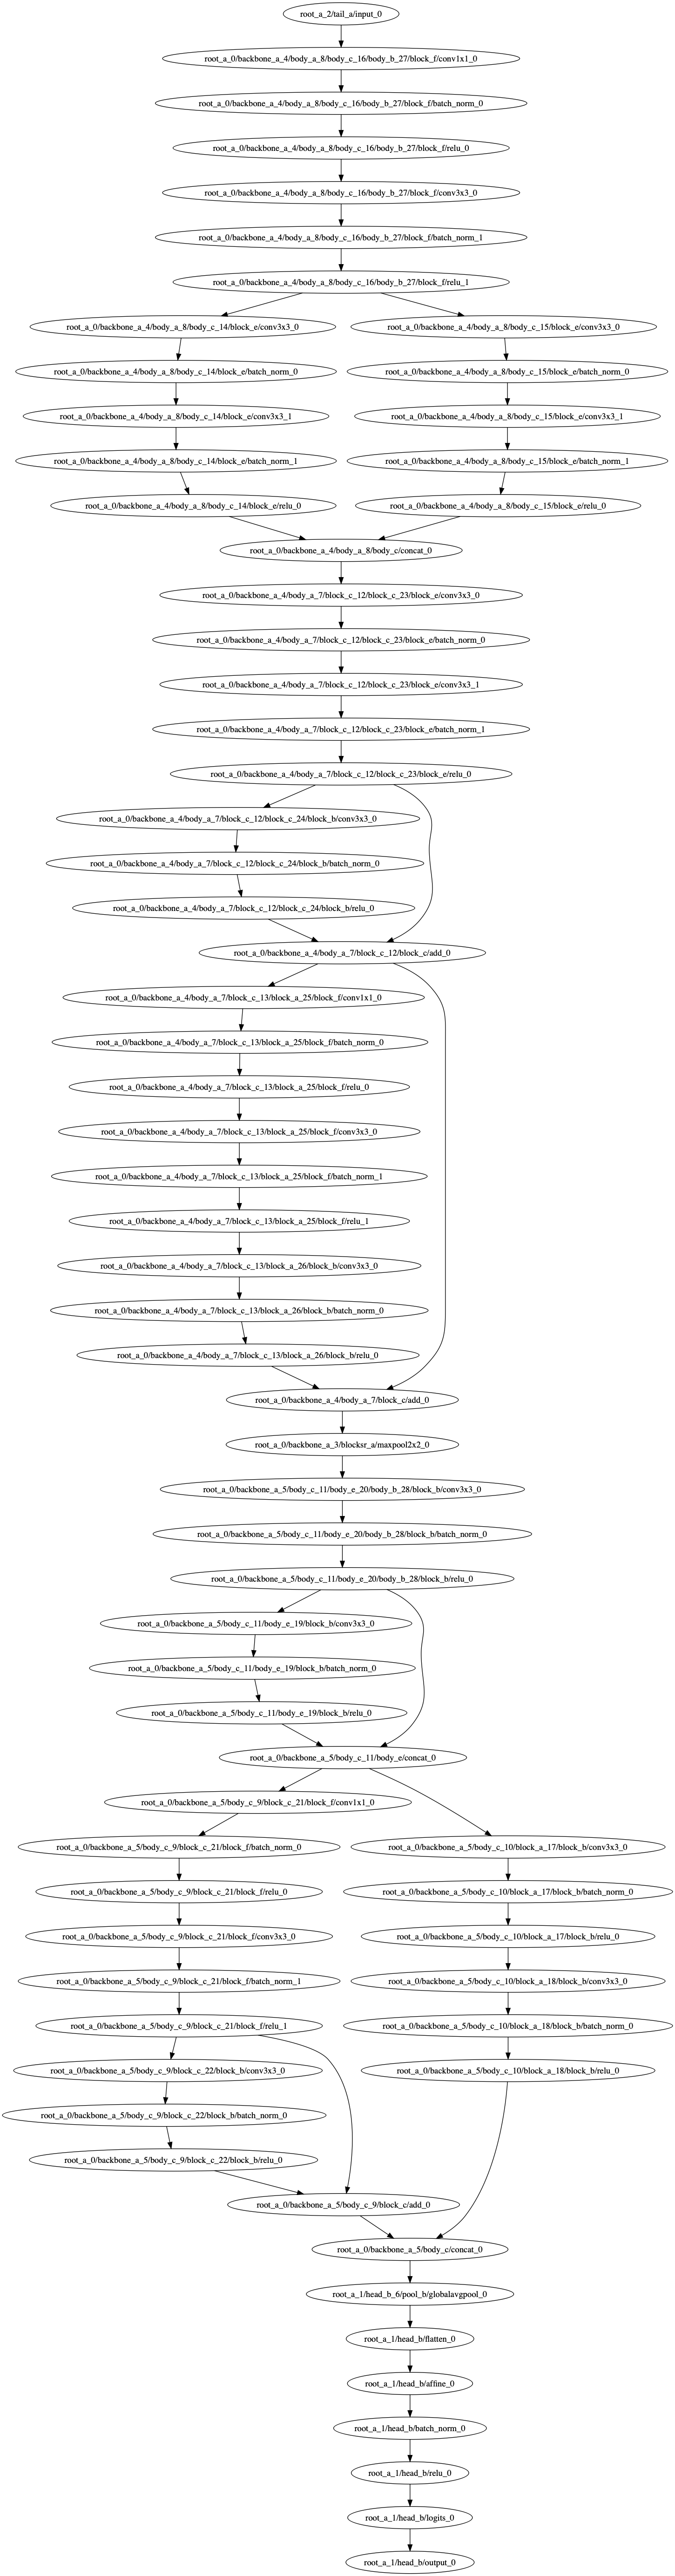 root_a_2/tail_a/input_0
root_a_0/backbone_a_4/body_a_8/body_c_16/body_b_27/block_f/conv1x1_0
root_a_0/backbone_a_4/body_a_8/body_c_16/body_b_27/block_f/batch_norm_0
root_a_0/backbone_a_4/body_a_8/body_c_16/body_b_27/block_f/relu_0
root_a_0/backbone_a_4/body_a_8/body_c_16/body_b_27/block_f/conv3x3_0
root_a_0/backbone_a_4/body_a_8/body_c_16/body_b_27/block_f/batch_norm_1
root_a_0/backbone_a_4/body_a_8/body_c_16/body_b_27/block_f/relu_1
root_a_0/backbone_a_4/body_a_8/body_c_14/block_e/conv3x3_0
root_a_0/backbone_a_4/body_a_8/body_c_15/block_e/conv3x3_0
root_a_0/backbone_a_4/body_a_8/body_c_14/block_e/batch_norm_0
root_a_0/backbone_a_4/body_a_8/body_c_15/block_e/batch_norm_0
root_a_0/backbone_a_4/body_a_8/body_c_14/block_e/conv3x3_1
root_a_0/backbone_a_4/body_a_8/body_c_15/block_e/conv3x3_1
root_a_0/backbone_a_4/body_a_8/body_c_14/block_e/batch_norm_1
root_a_0/backbone_a_4/body_a_8/body_c_15/block_e/batch_norm_1
root_a_0/backbone_a_4/body_a_8/body_c_14/block_e/relu_0
root_a_0/backbone_a_4/body_a_8/body_c_15/block_e/relu_0
root_a_0/backbone_a_4/body_a_8/body_c/concat_0
root_a_0/backbone_a_4/body_a_7/block_c_12/block_c_23/block_e/conv3x3_0
root_a_0/backbone_a_4/body_a_7/block_c_12/block_c_23/block_e/batch_norm_0
root_a_0/backbone_a_4/body_a_7/block_c_12/block_c_23/block_e/conv3x3_1
root_a_0/backbone_a_4/body_a_7/block_c_12/block_c_23/block_e/batch_norm_1
root_a_0/backbone_a_4/body_a_7/block_c_12/block_c_23/block_e/relu_0
root_a_0/backbone_a_4/body_a_7/block_c_12/block_c_24/block_b/conv3x3_0
root_a_0/backbone_a_4/body_a_7/block_c_12/block_c_24/block_b/batch_norm_0
root_a_0/backbone_a_4/body_a_7/block_c_12/block_c_24/block_b/relu_0
root_a_0/backbone_a_4/body_a_7/block_c_12/block_c/add_0
root_a_0/backbone_a_4/body_a_7/block_c_13/block_a_25/block_f/conv1x1_0
root_a_0/backbone_a_4/body_a_7/block_c_13/block_a_25/block_f/batch_norm_0
root_a_0/backbone_a_4/body_a_7/block_c_13/block_a_25/block_f/relu_0
root_a_0/backbone_a_4/body_a_7/block_c_13/block_a_25/block_f/conv3x3_0
root_a_0/backbone_a_4/body_a_7/block_c_13/block_a_25/block_f/batch_norm_1
root_a_0/backbone_a_4/body_a_7/block_c_13/block_a_25/block_f/relu_1
root_a_0/backbone_a_4/body_a_7/block_c_13/block_a_26/block_b/conv3x3_0
root_a_0/backbone_a_4/body_a_7/block_c_13/block_a_26/block_b/batch_norm_0
root_a_0/backbone_a_4/body_a_7/block_c_13/block_a_26/block_b/relu_0
root_a_0/backbone_a_4/body_a_7/block_c/add_0
root_a_0/backbone_a_3/blocksr_a/maxpool2x2_0
root_a_0/backbone_a_5/body_c_11/body_e_20/body_b_28/block_b/conv3x3_0
root_a_0/backbone_a_5/body_c_11/body_e_20/body_b_28/block_b/batch_norm_0
root_a_0/backbone_a_5/body_c_11/body_e_20/body_b_28/block_b/relu_0
root_a_0/backbone_a_5/body_c_11/body_e_19/block_b/conv3x3_0
root_a_0/backbone_a_5/body_c_11/body_e_19/block_b/batch_norm_0
root_a_0/backbone_a_5/body_c_11/body_e_19/block_b/relu_0
root_a_0/backbone_a_5/body_c_11/body_e/concat_0
root_a_0/backbone_a_5/body_c_9/block_c_21/block_f/conv1x1_0
root_a_0/backbone_a_5/body_c_9/block_c_21/block_f/batch_norm_0
root_a_0/backbone_a_5/body_c_10/block_a_17/block_b/conv3x3_0
root_a_0/backbone_a_5/body_c_9/block_c_21/block_f/relu_0
root_a_0/backbone_a_5/body_c_10/block_a_17/block_b/batch_norm_0
root_a_0/backbone_a_5/body_c_9/block_c_21/block_f/conv3x3_0
root_a_0/backbone_a_5/body_c_10/block_a_17/block_b/relu_0
root_a_0/backbone_a_5/body_c_9/block_c_21/block_f/batch_norm_1
root_a_0/backbone_a_5/body_c_10/block_a_18/block_b/conv3x3_0
root_a_0/backbone_a_5/body_c_9/block_c_21/block_f/relu_1
root_a_0/backbone_a_5/body_c_10/block_a_18/block_b/batch_norm_0
root_a_0/backbone_a_5/body_c_9/block_c_22/block_b/conv3x3_0
root_a_0/backbone_a_5/body_c_10/block_a_18/block_b/relu_0
root_a_0/backbone_a_5/body_c_9/block_c_22/block_b/batch_norm_0
root_a_0/backbone_a_5/body_c_9/block_c_22/block_b/relu_0
root_a_0/backbone_a_5/body_c_9/block_c/add_0
root_a_0/backbone_a_5/body_c/concat_0
root_a_1/head_b_6/pool_b/globalavgpool_0
root_a_1/head_b/flatten_0
root_a_1/head_b/affine_0
root_a_1/head_b/batch_norm_0
root_a_1/head_b/relu_0
root_a_1/head_b/logits_0
root_a_1/head_b/output_0